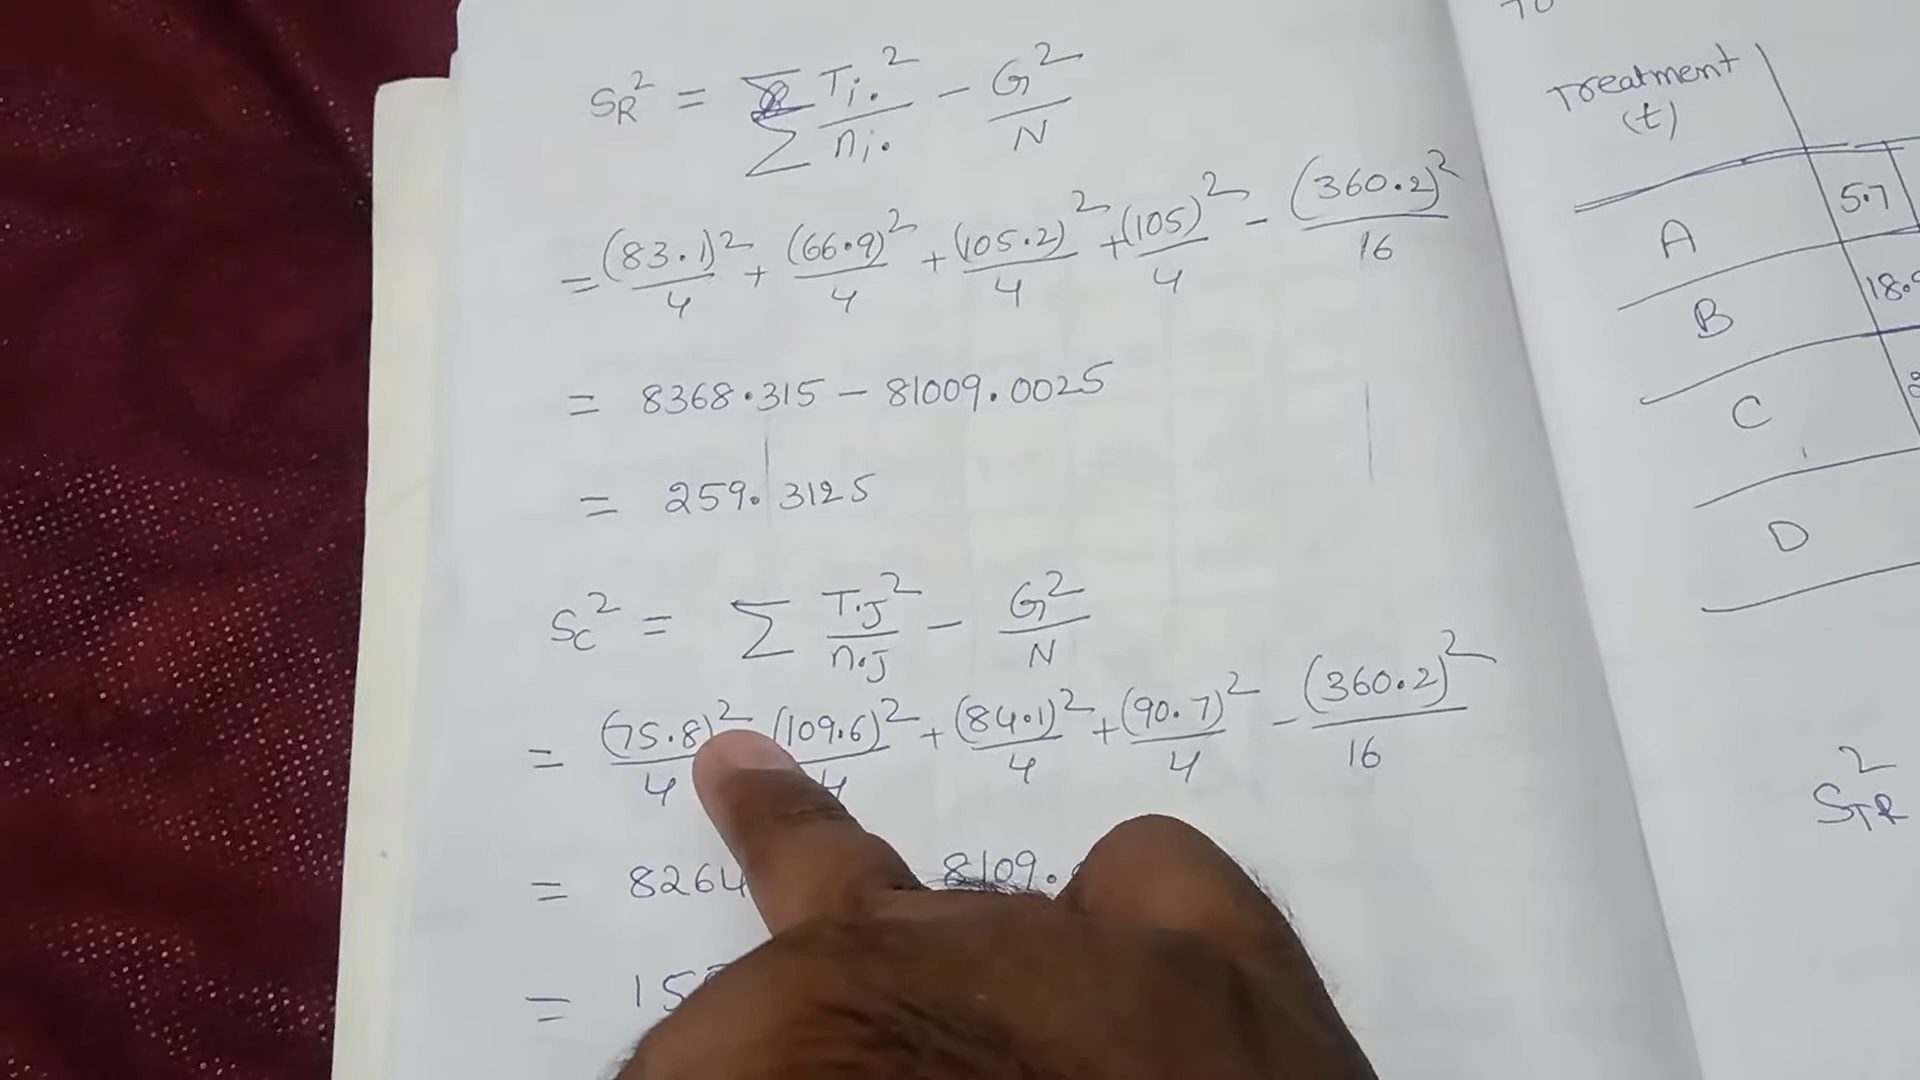 S_R² = Σ T_i.² / n_i. − G² / N
= (83.1)²/4 + (66.9)²/4 + (105.2)²/4 + (105)²/4 − (360.2)²/16
= 8368.315 − 81009.0025
= 259.3125
S_C² = Σ T.J² / n.J − G² / N
= (75.8)²/4 (109.6)²/4 + (84.1)²/4 + (90.7)²/4 − (360.2)²/16
= 8264 8109.
= 15
Treatment
(t)
A 5.7
B 18.
C
D
S_TR²